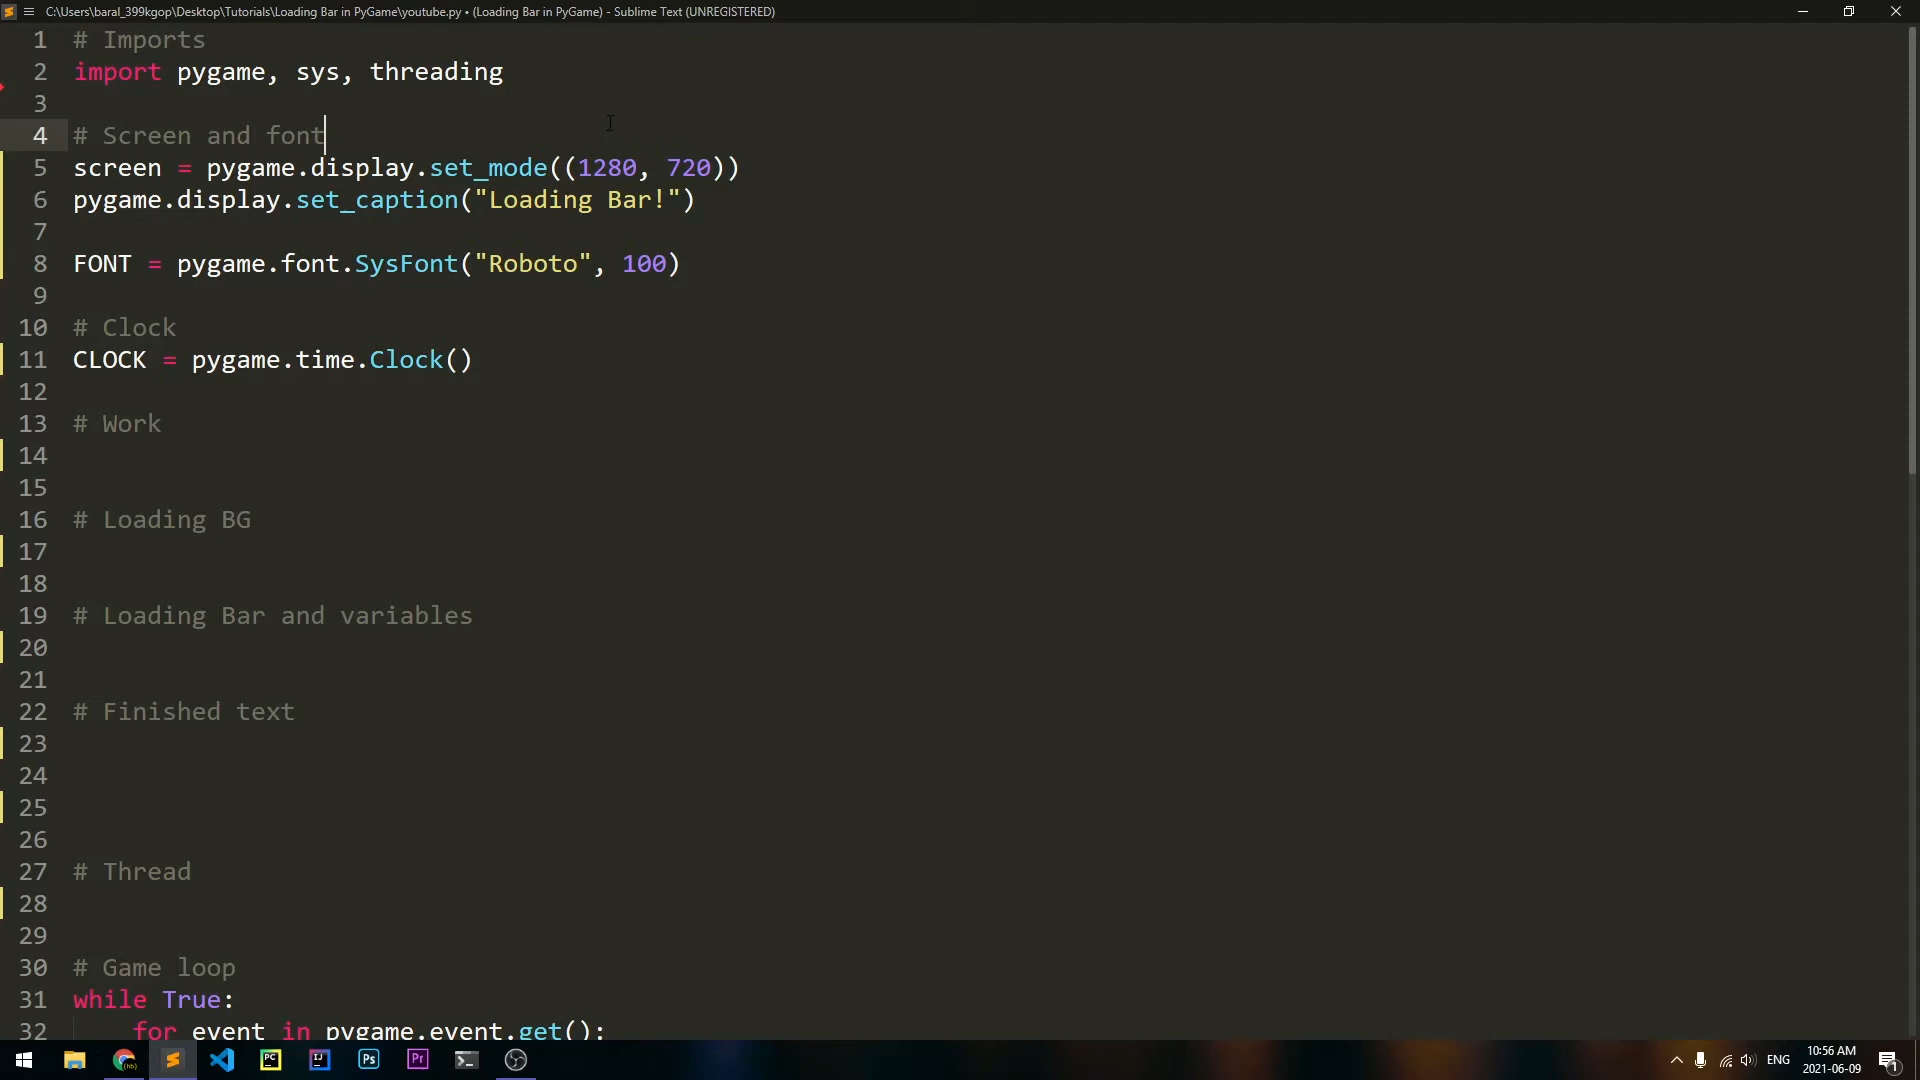 C:\Users\baral_399kgop\Desktop\Tutorials\Loading Bar in PyGame\youtube.py • (Loading Bar in PyGame) - Sublime Text (UNREGISTERED)
1 # Imports
2 import pygame, sys, threading
3
4 # Screen and font
5 screen = pygame.display.set_mode((1280, 720))
6 pygame.display.set_caption("Loading Bar!")
7
8 FONT = pygame.font.SysFont("Roboto", 100)
9
10 # Clock
11 CLOCK = pygame.time.Clock()
12
13 # Work
14
15
16 # Loading BG
17
18
19 # Loading Bar and variables
20
21
22 # Finished text
23
24
25
26
27 # Thread
28
29
30 # Game loop
31 while True:
32 for event in pygame.event.get():
PC IJ Ps Pr ENG 10:56 AM
2021-06-09 1